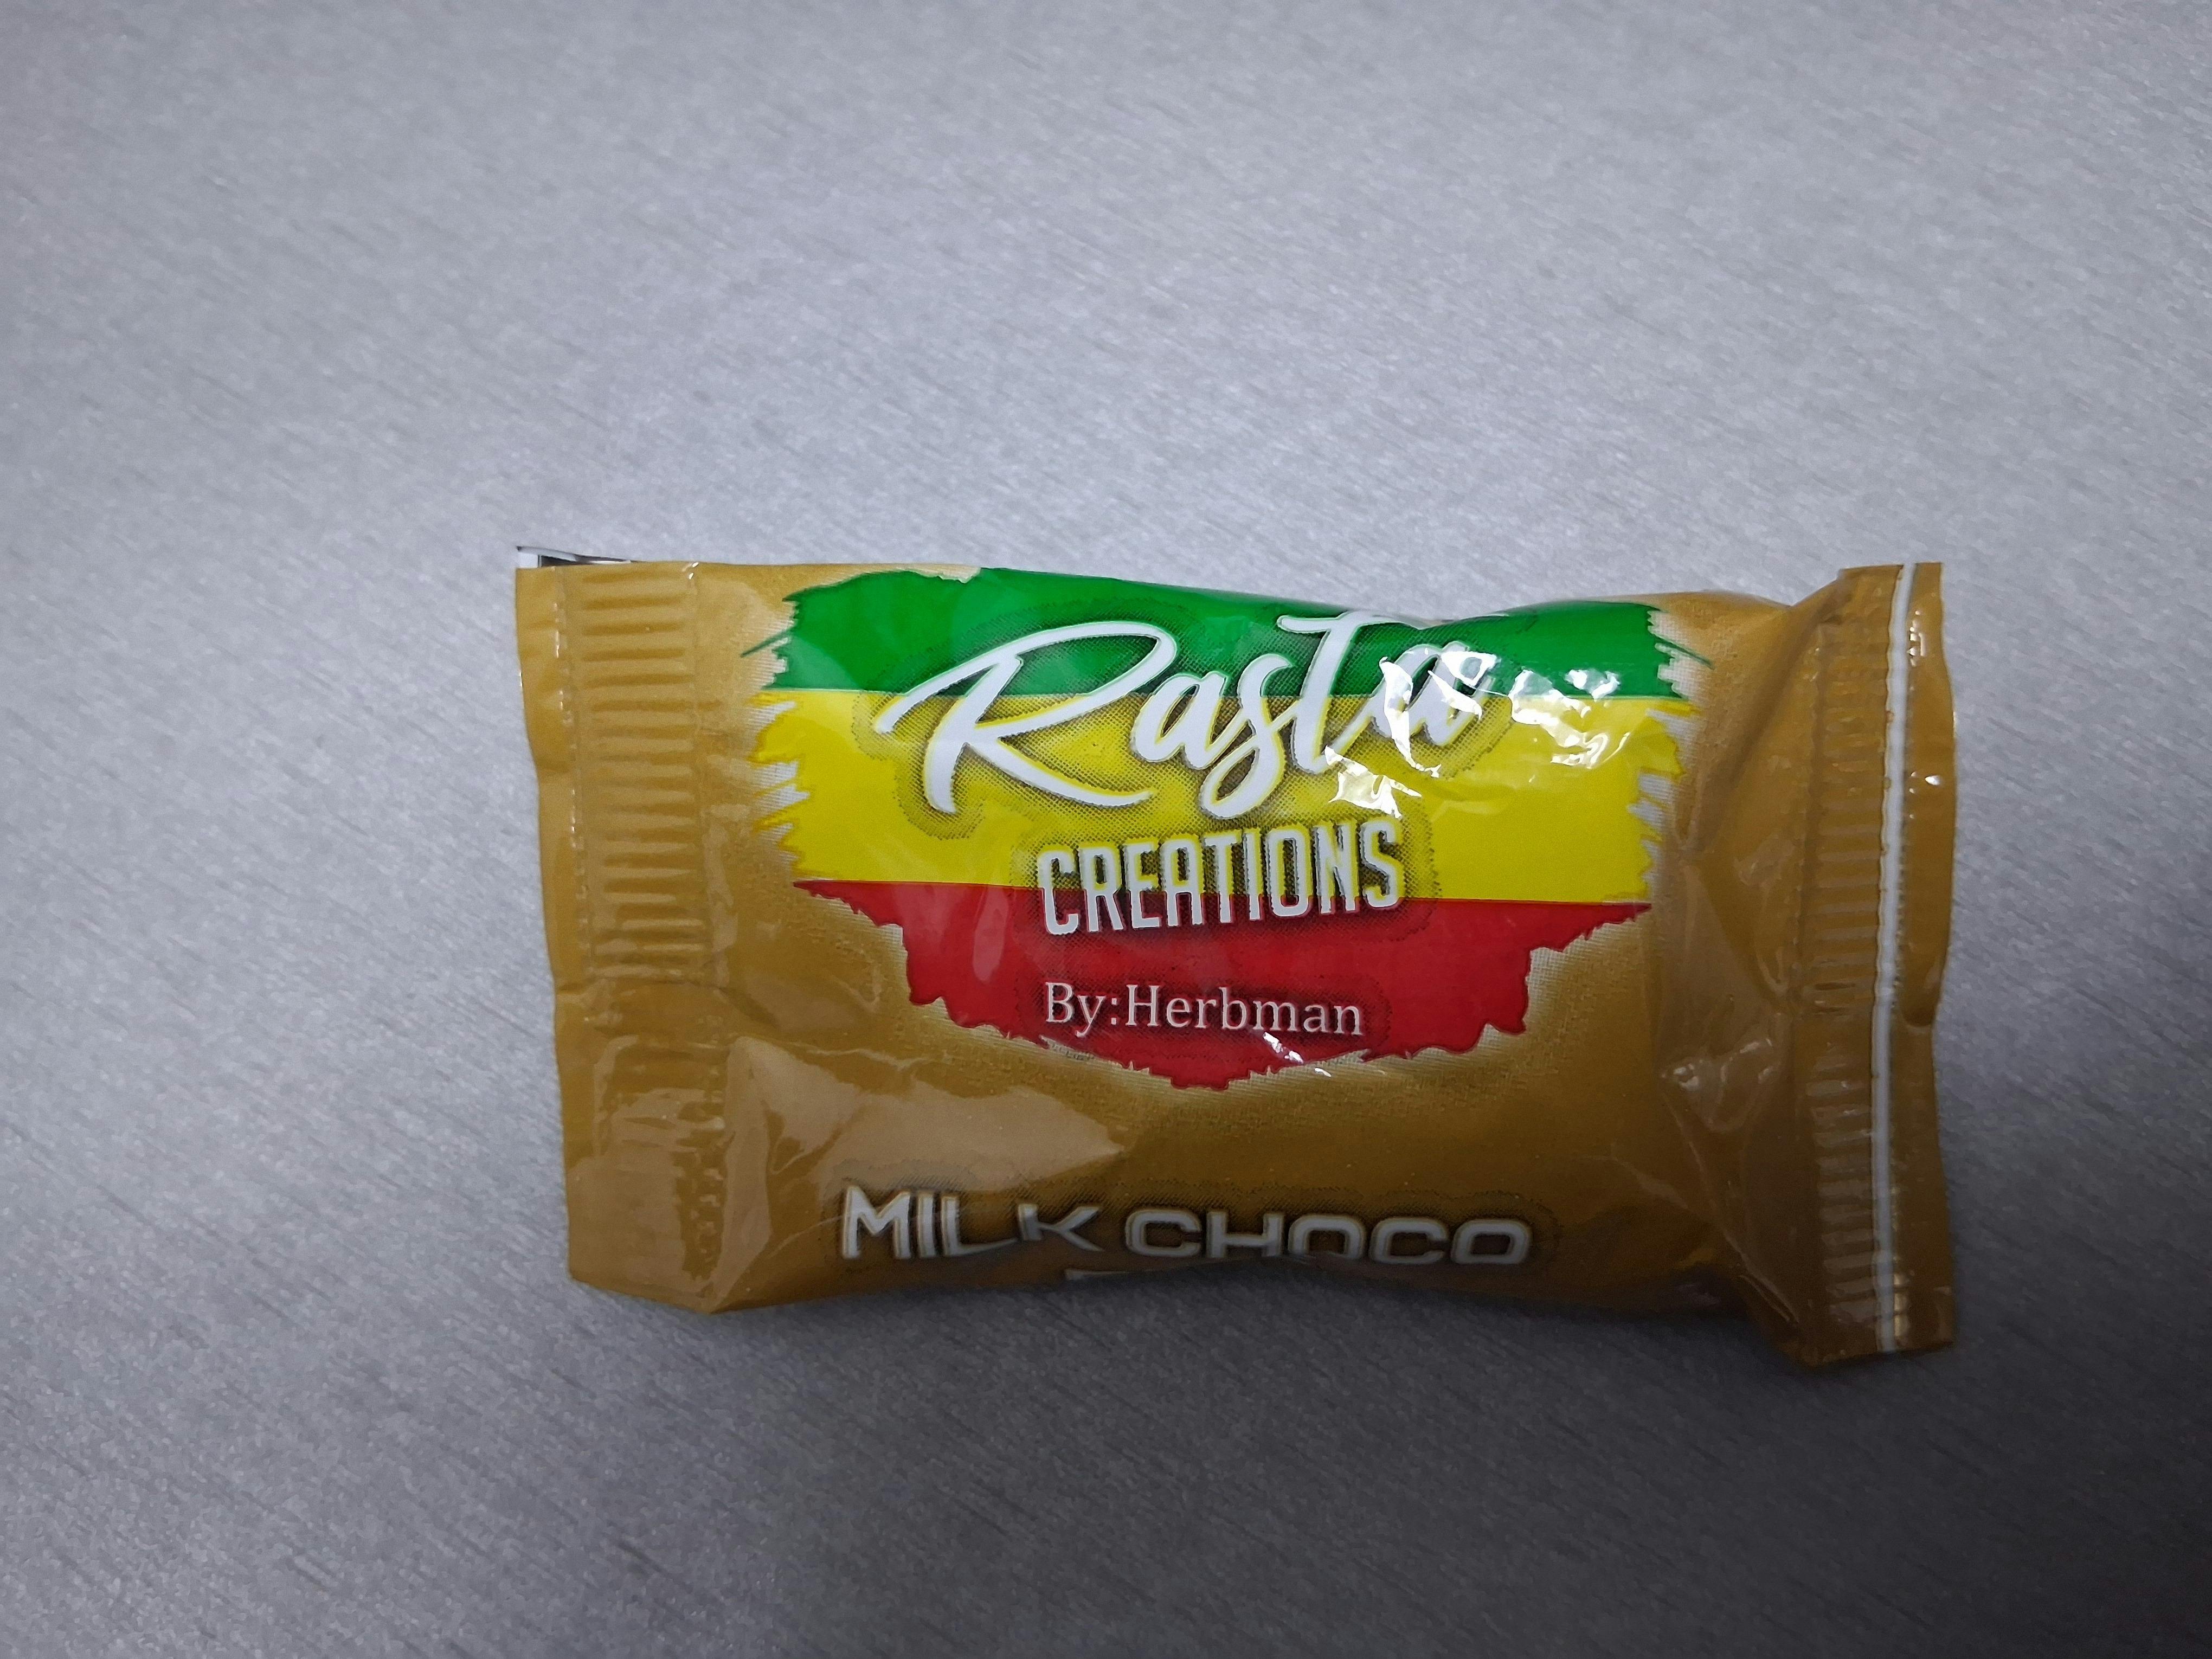 Rasta
CREATIONS
By:Herbman
MILK CHOCO